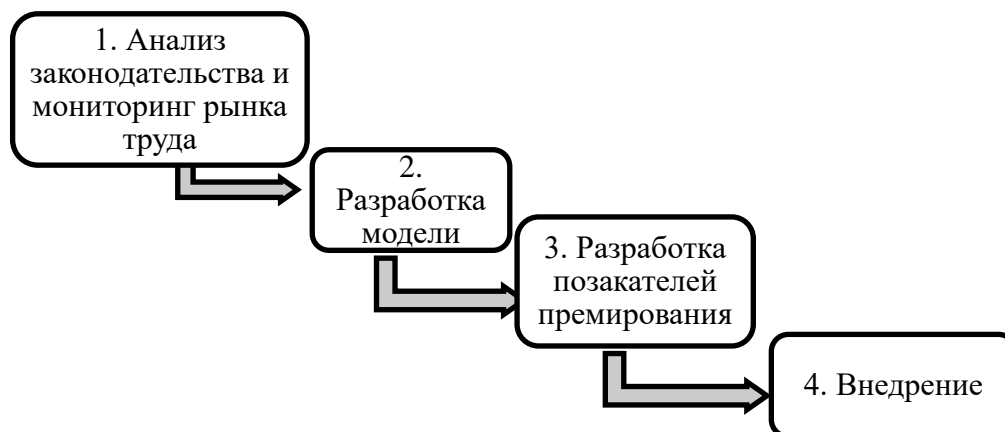 1. Анализ
законодательства и
мониторинг рынка
труда
2.
Разработка
модели
3. Разработка
позакателей
премирования
4. Внедрение